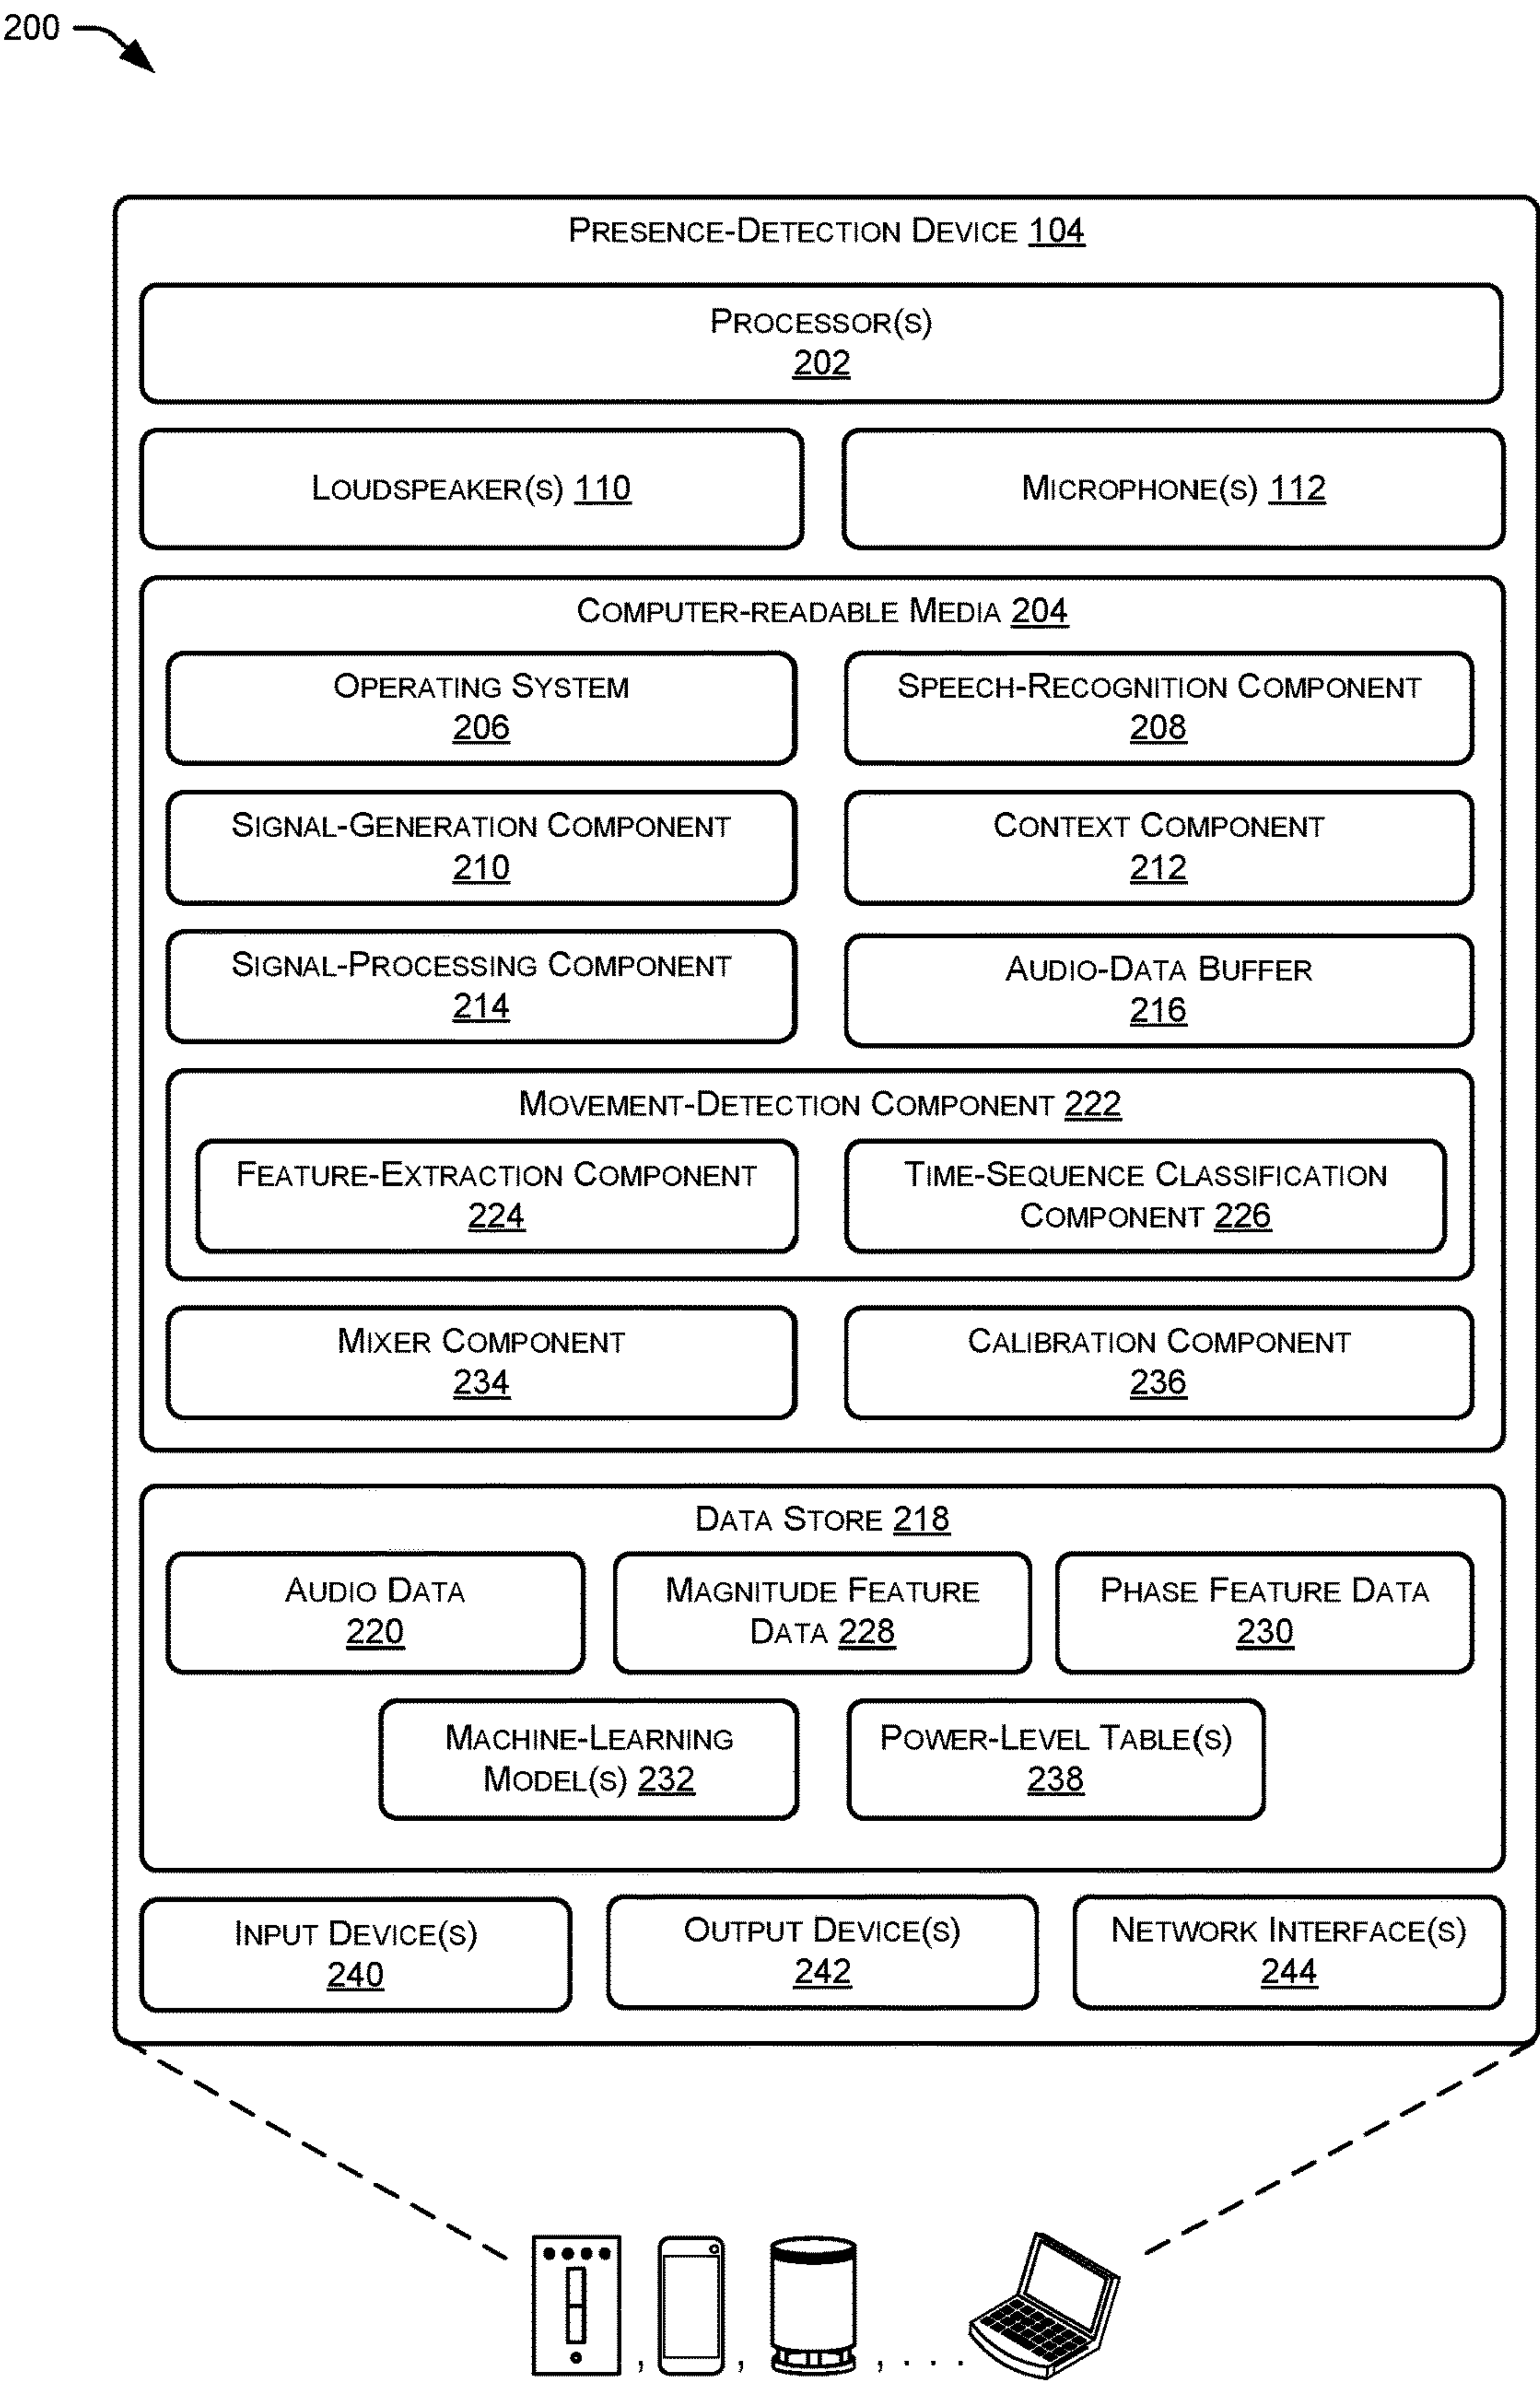 200
Presence-Detection Device 104
Processor(s)
202
Loudspeaker(s) 110
Microphone(s) 112
Computer-readable Media 204
Operating System
206
Speech-Recognition Component
208
Signal-Generation Component
210
Context Component
212
Signal-Processing Component
214
Audio-Data Buffer
216
Movement-Detection Component 222
Feature-Extraction Component
224
Time-Sequence Classification
Component 226
Mixer Component
234
Calibration Component
236
Data Store 218
Audio Data
220
Magnitude Feature
Data 228
Phase Feature Data
230
Machine-Learning
Model(s) 232
Power-Level Table(s)
238
Input Device(s)
240
Output Device(s)
242
Network Interface(s)
244
, , , . . .